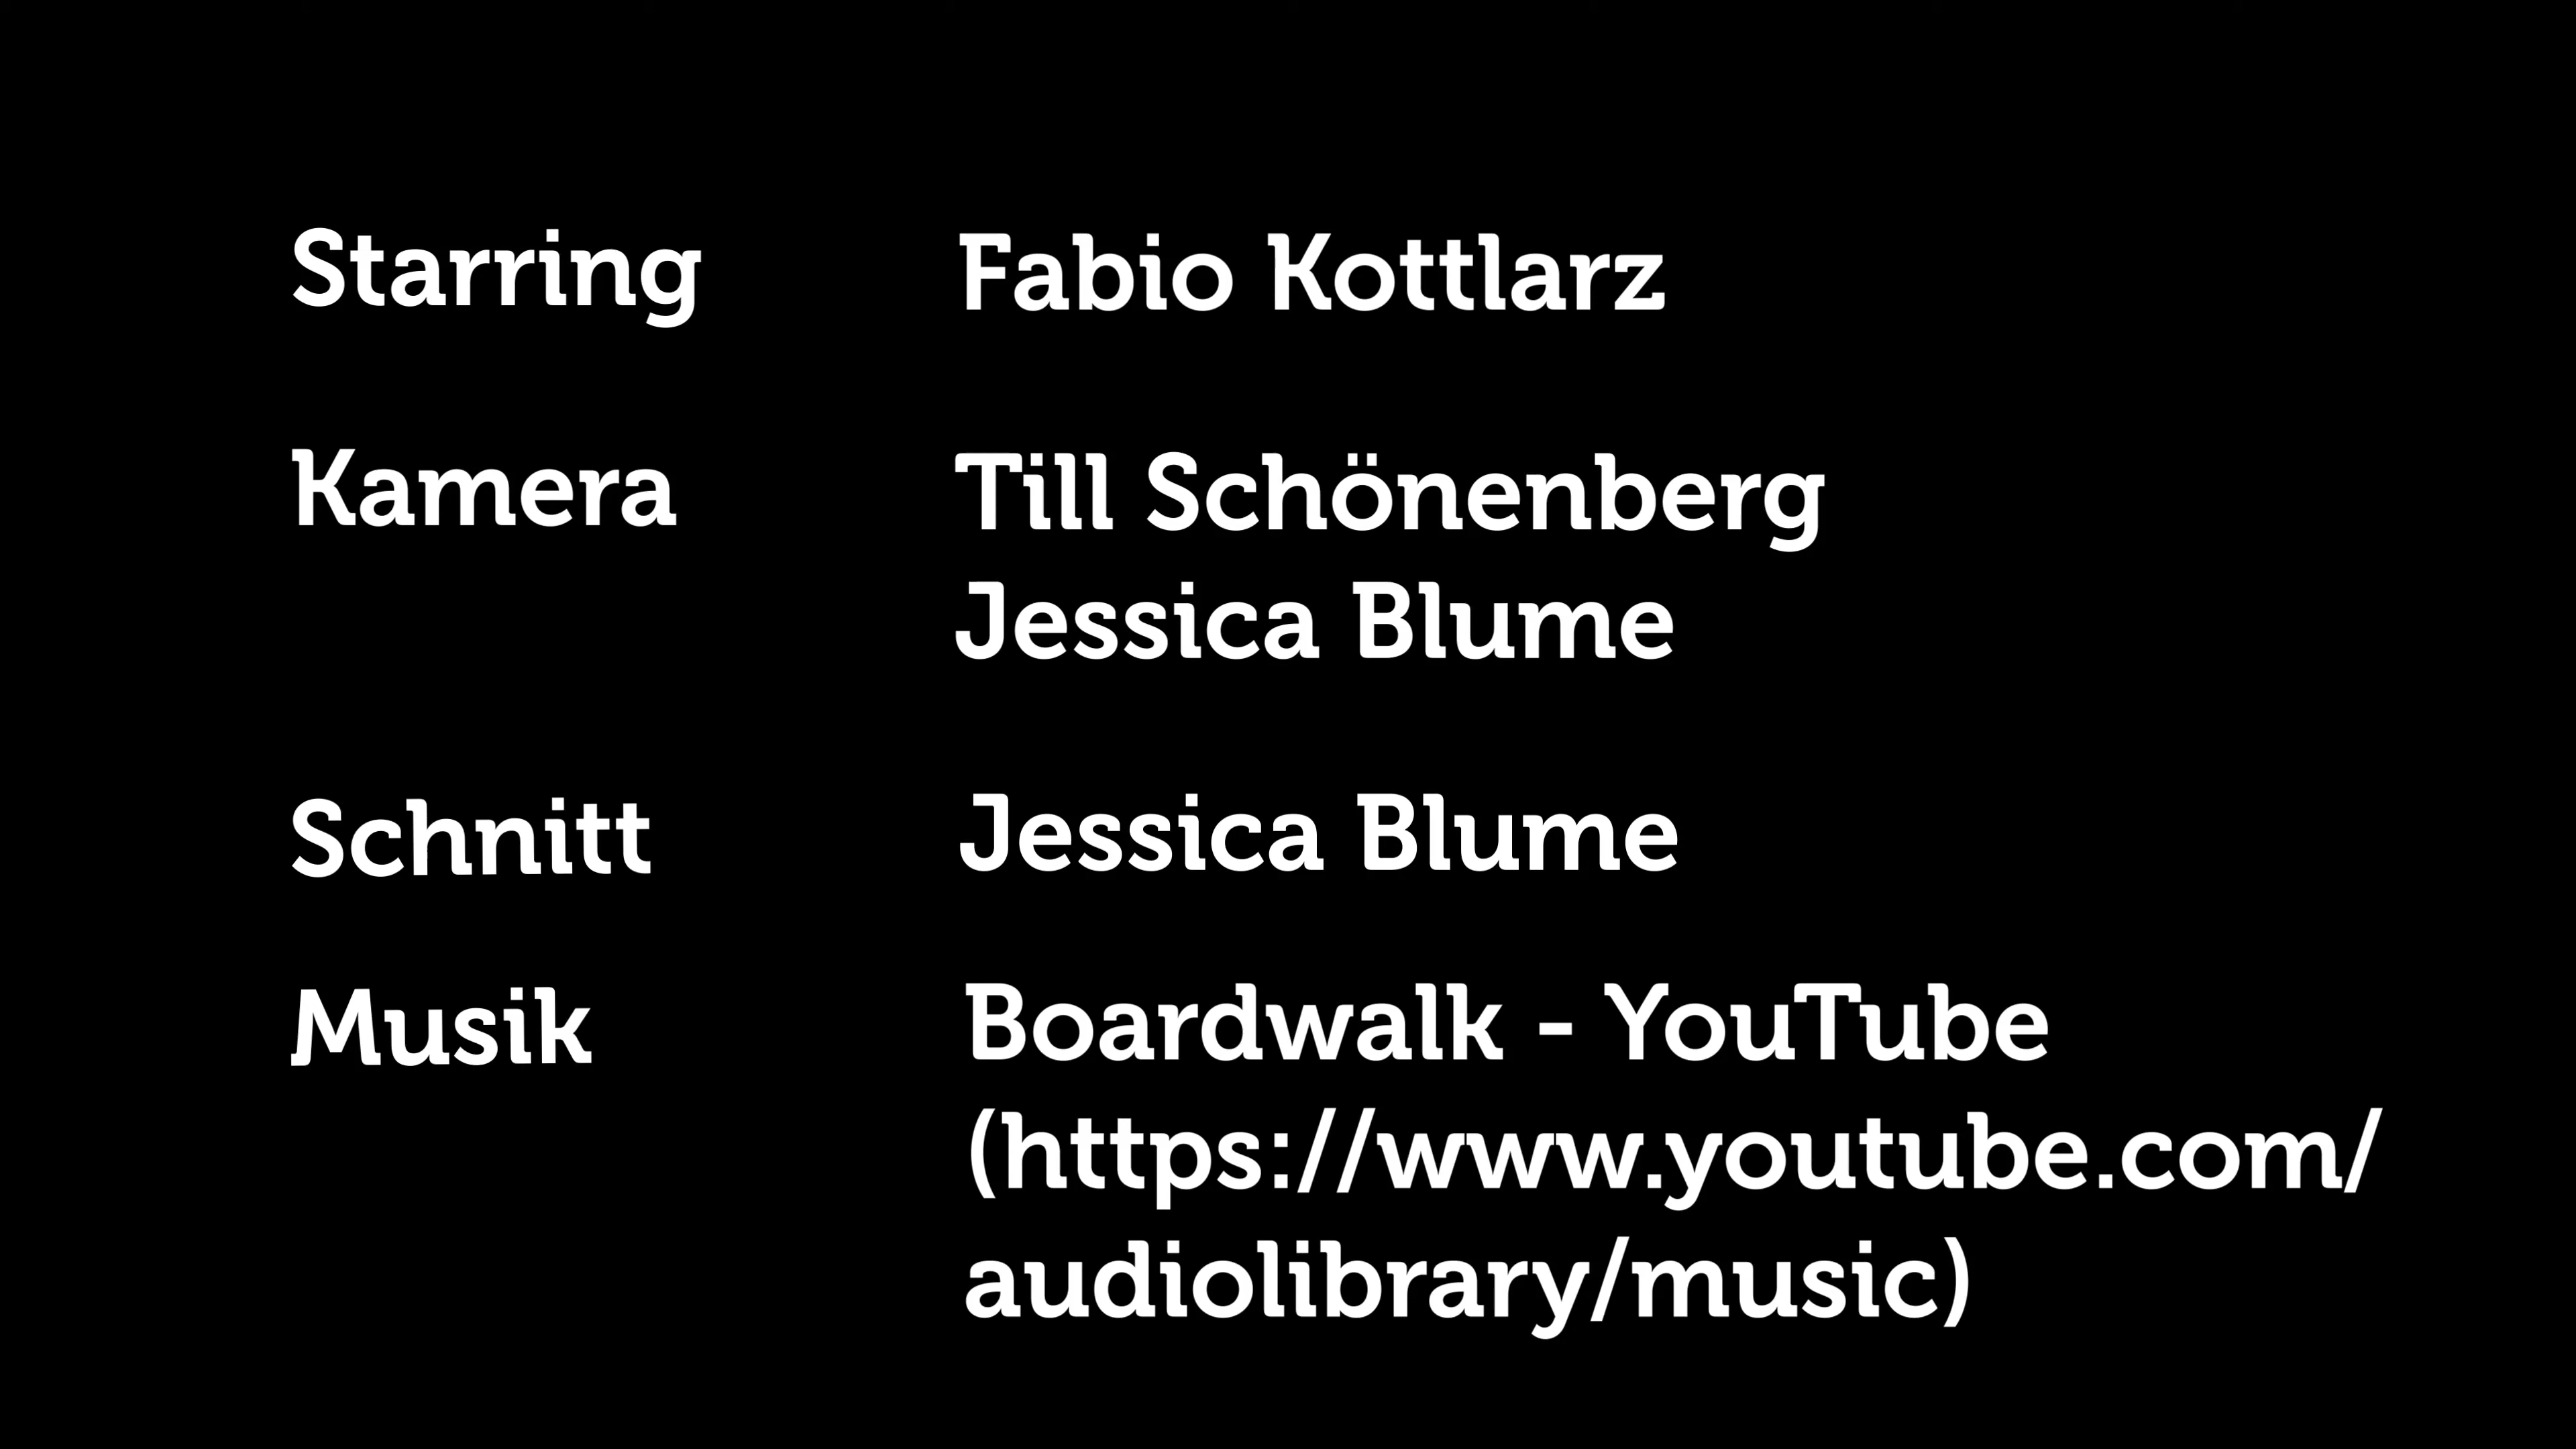 Starring Fabio Kottlarz
Kamera Till Schönenberg
Jessica Blume
Schnitt Jessica Blume
Musik Boardwalk - YouTube
(https://www.youtube.com/
audiolibrary/music)